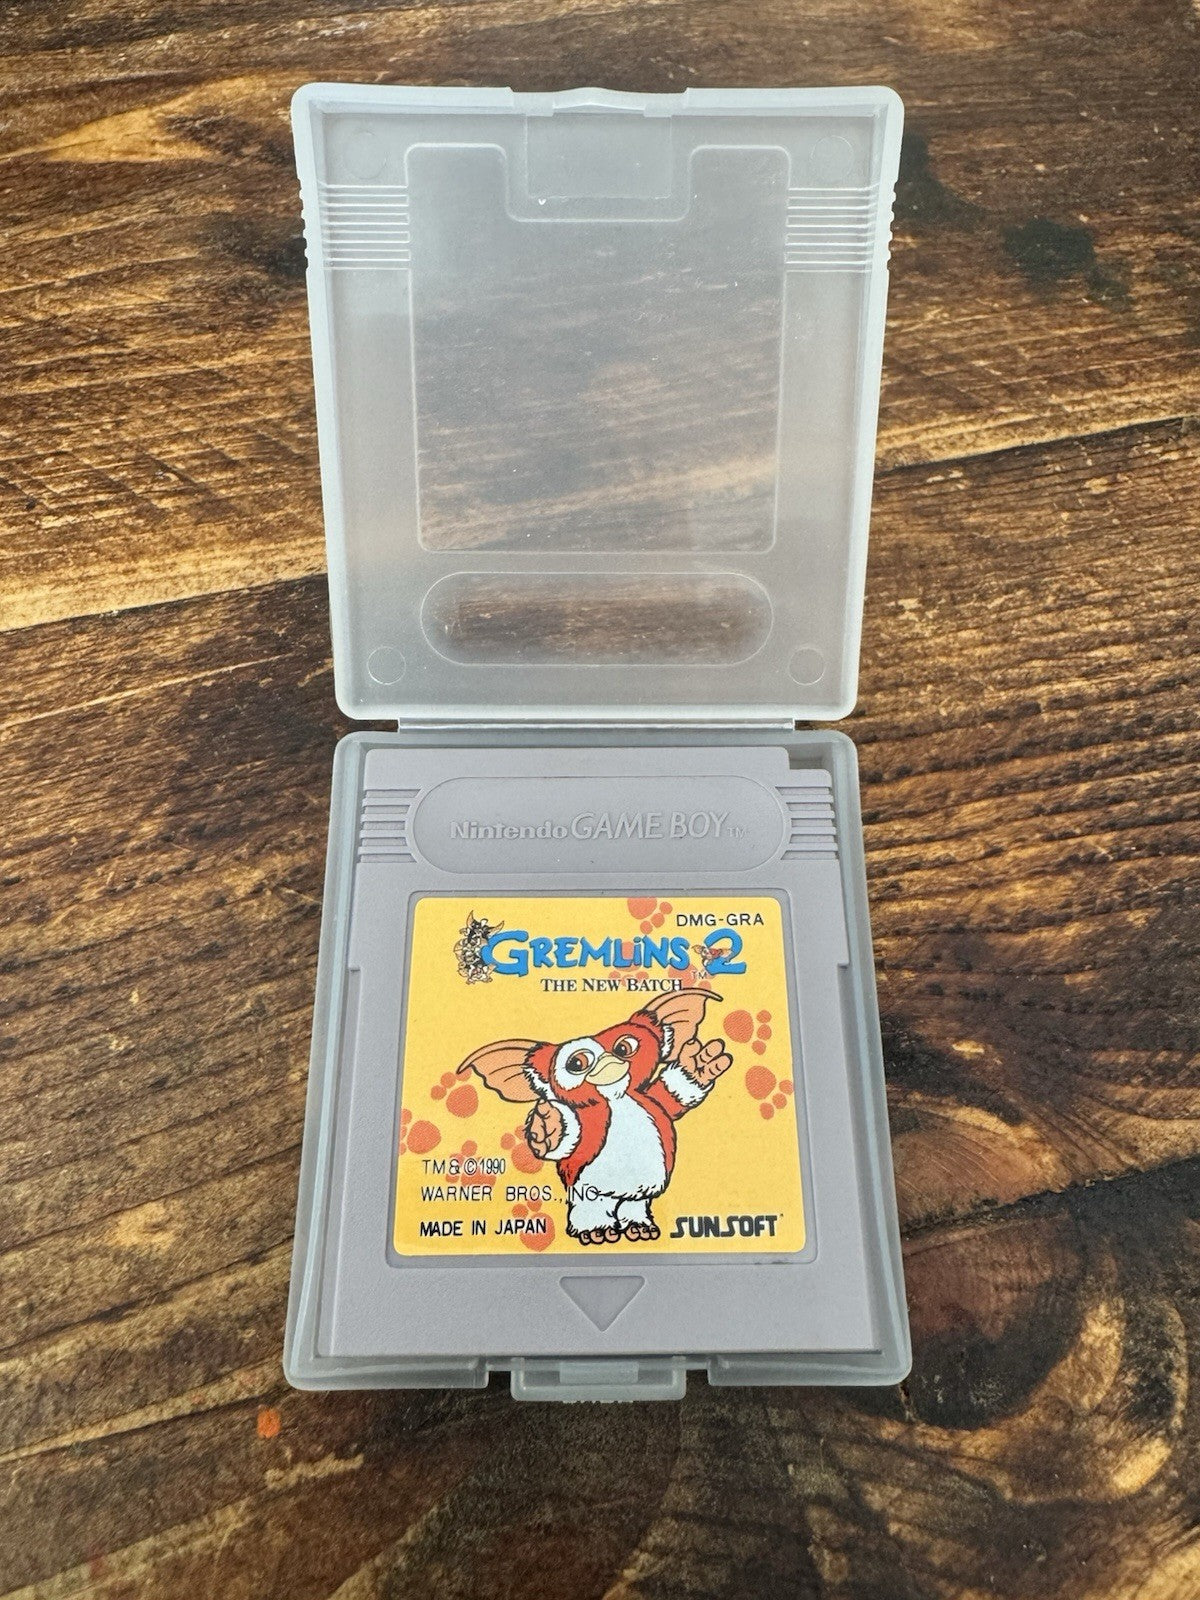 Nintendo GAME BOY TM
DMG-GRA
GREMLiNS 2
THE NEW BATCH TM
TM & © 1990
WARNER BROS., INC.
MADE IN JAPAN
SUNSOFT